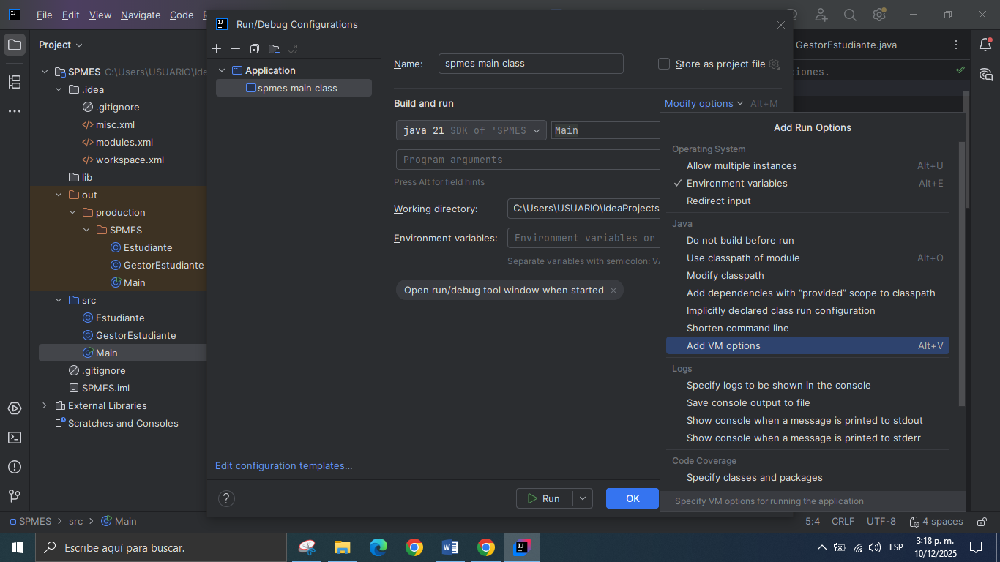 File Edit View Navigate Code
Run/Debug Configurations
Project
GestorEstudiante.java
SPMES C:\Users\USUARIO\Idea
.idea
.gitignore
misc.xml
modules.xml
workspace.xml
lib
out
production
SPMES
Estudiante
GestorEstudiante
Main
src
Estudiante
GestorEstudiante
Main
.gitignore
SPMES.iml
External Libraries
Scratches and Consoles
Application
spmes main class
Edit configuration templates...
Name: spmes main class
Store as project file
ciones.
Build and run
Modify options Alt+M
java 21 SDK of 'SPMES
Main
Program arguments
Press Alt for field hints
Working directory: C:\Users\USUARIO\IdeaProjects
Environment variables: Environment variables or
Separate variables with semicolon: VA
Open run/debug tool window when started
Add Run Options
Operating System
Allow multiple instances Alt+U
Environment variables Alt+E
Redirect input
Java
Do not build before run
Use classpath of module Alt+O
Modify classpath
Add dependencies with “provided” scope to classpath
Implicitly declared class run configuration
Shorten command line
Add VM options Alt+V
Logs
Specify logs to be shown in the console
Save console output to file
Show console when a message is printed to stdout
Show console when a message is printed to stderr
Code Coverage
Specify classes and packages
Specify VM options for running the application
? Run OK
SPMES > src > Main
5:4 CRLF UTF-8 4 spaces
Escribe aquí para buscar.
ESP
3:18 p. m.
10/12/2025